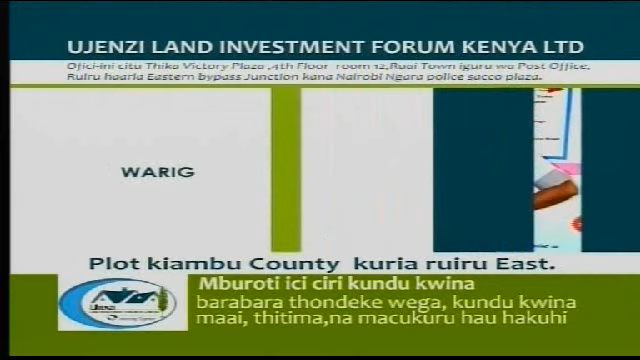 UJENZI LAND INVESTMENT FORUM KENYA LTD
Ofici-ini citu Thika Victory Plaza ,4th Floor room 12,Ruai Town iguru wa Post Office,
Ruiru haaria Eastern bypass Junction kana Nairobi Ngara police sacco plaza.
WARIG
Plot kiambu County kuria ruiru East.
Mburoti ici ciri kundu kwina
barabara thondeke wega, kundu kwina
maai, thitima,na macukuru hau hakuhi
UJENZI